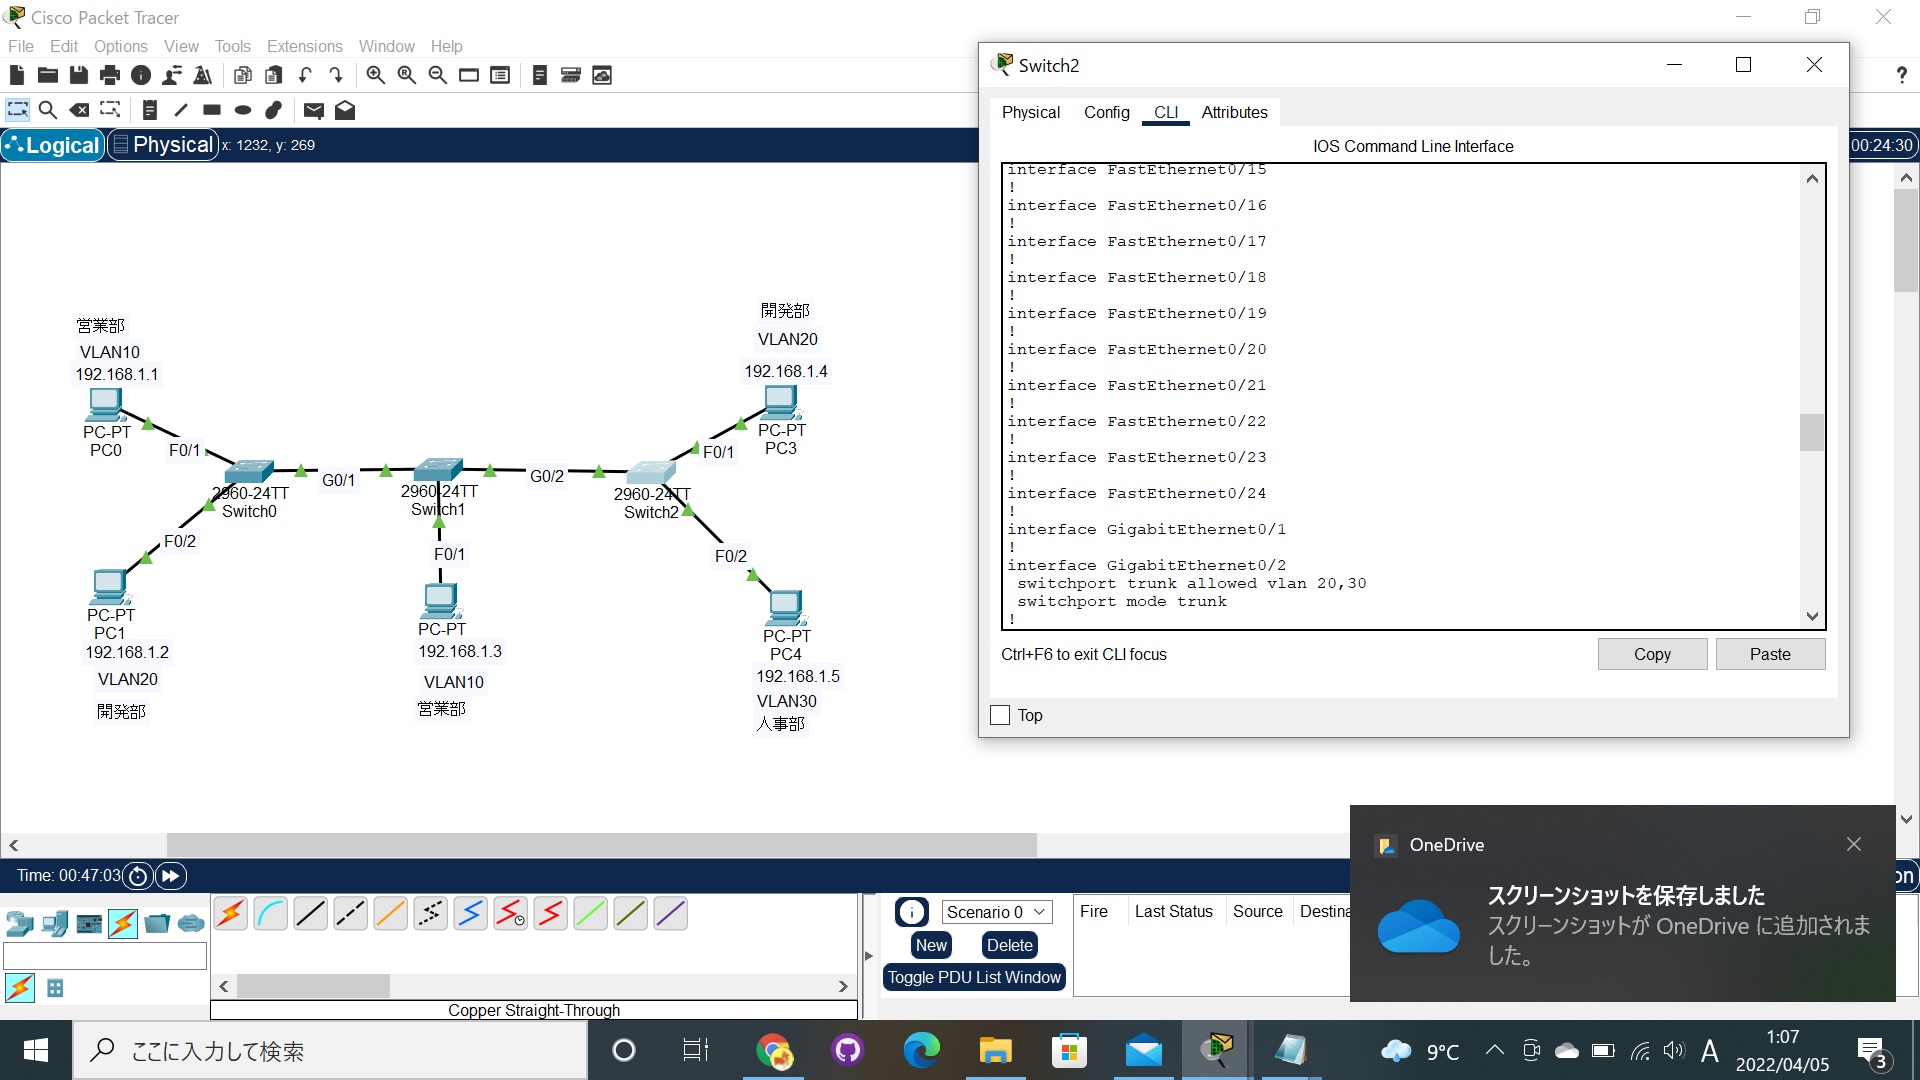 Cisco Packet Tracer
File Edit Options View Tools Extensions Window Help
Logical Physical x: 1232, y: 269
00:24:30
営業部
VLAN10
192.168.1.1
PC-PT
PC0
F0/1
2960-24TT
Switch0
F0/2
PC-PT
PC1
192.168.1.2
VLAN20
開発部
G0/1
2960-24TT
Switch1
F0/1
PC-PT
192.168.1.3
VLAN10
営業部
G0/2
開発部
VLAN20
192.168.1.4
PC-PT
PC3
F0/1
2960-24TT
Switch2
F0/2
PC-PT
PC4
192.168.1.5
VLAN30
人事部
Switch2
Physical Config CLI Attributes
IOS Command Line Interface
interface FastEthernet0/15
!
interface FastEthernet0/16
!
interface FastEthernet0/17
!
interface FastEthernet0/18
!
interface FastEthernet0/19
!
interface FastEthernet0/20
!
interface FastEthernet0/21
!
interface FastEthernet0/22
!
interface FastEthernet0/23
!
interface FastEthernet0/24
!
interface GigabitEthernet0/1
!
interface GigabitEthernet0/2
switchport trunk allowed vlan 20,30
switchport mode trunk
!
Ctrl+F6 to exit CLI focus
Copy Paste
Top
Time: 00:47:03
Scenario 0
New Delete
Toggle PDU List Window
Fire Last Status Source Destina
on
Copper Straight-Through
OneDrive
スクリーンショットを保存しました
スクリーンショットが OneDrive に追加されま
した。
ここに入力して検索
9°C
A
1:07
2022/04/05
3